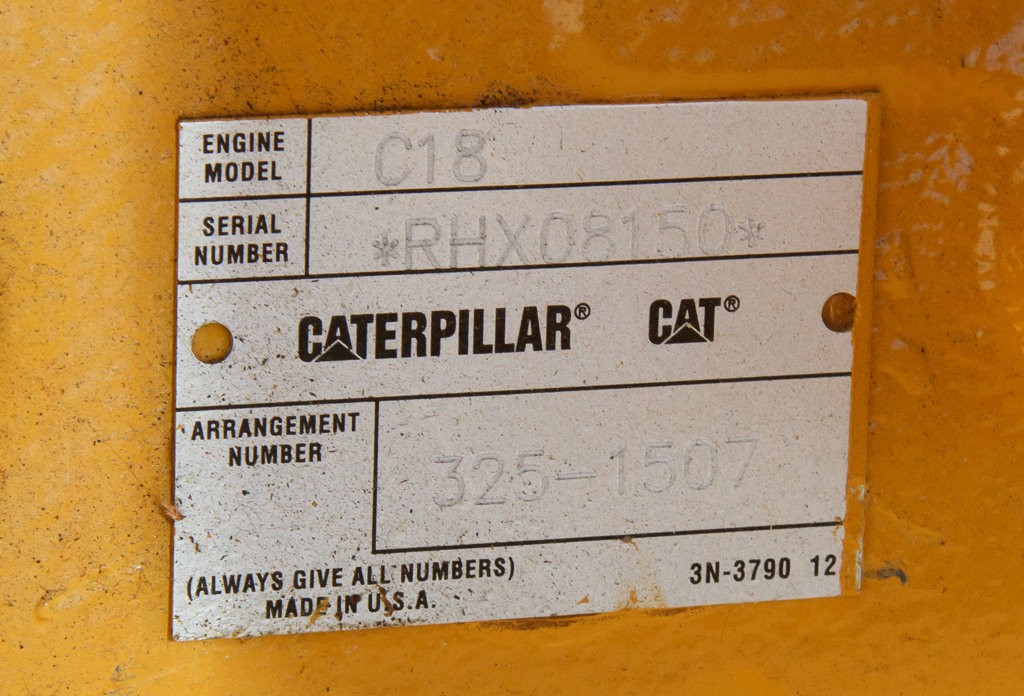 ENGINE MODEL C18
SERIAL NUMBER *RHX08150*
CATERPILLAR® CAT®
ARRANGEMENT NUMBER 325-1507
(ALWAYS GIVE ALL NUMBERS)
MADE IN U.S.A.
3N-3790 12